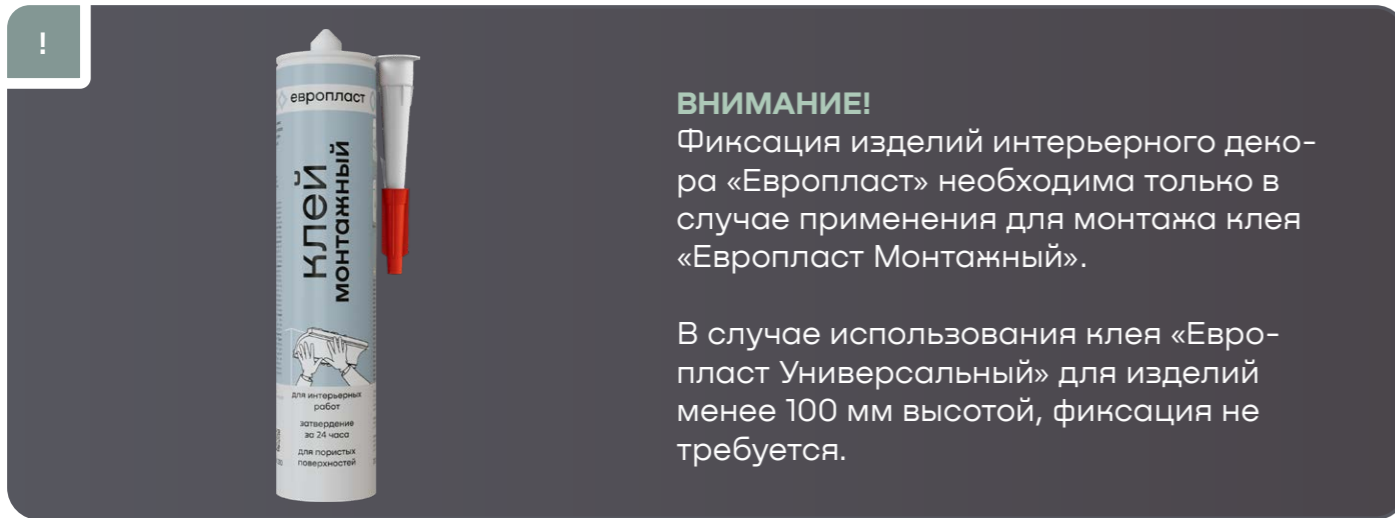 !
европласт
клей
монтажный
для интерьерных
работ
затвердение
за 24 часа
для пористых
поверхностей
ВНИМАНИЕ!
Фиксация изделий интерьерного деко-
ра «Европласт» необходима только в
случае применения для монтажа клея
«Европласт Монтажный».
В случае использования клея «Евро-
пласт Универсальный» для изделий
менее 100 мм высотой, фиксация не
требуется.